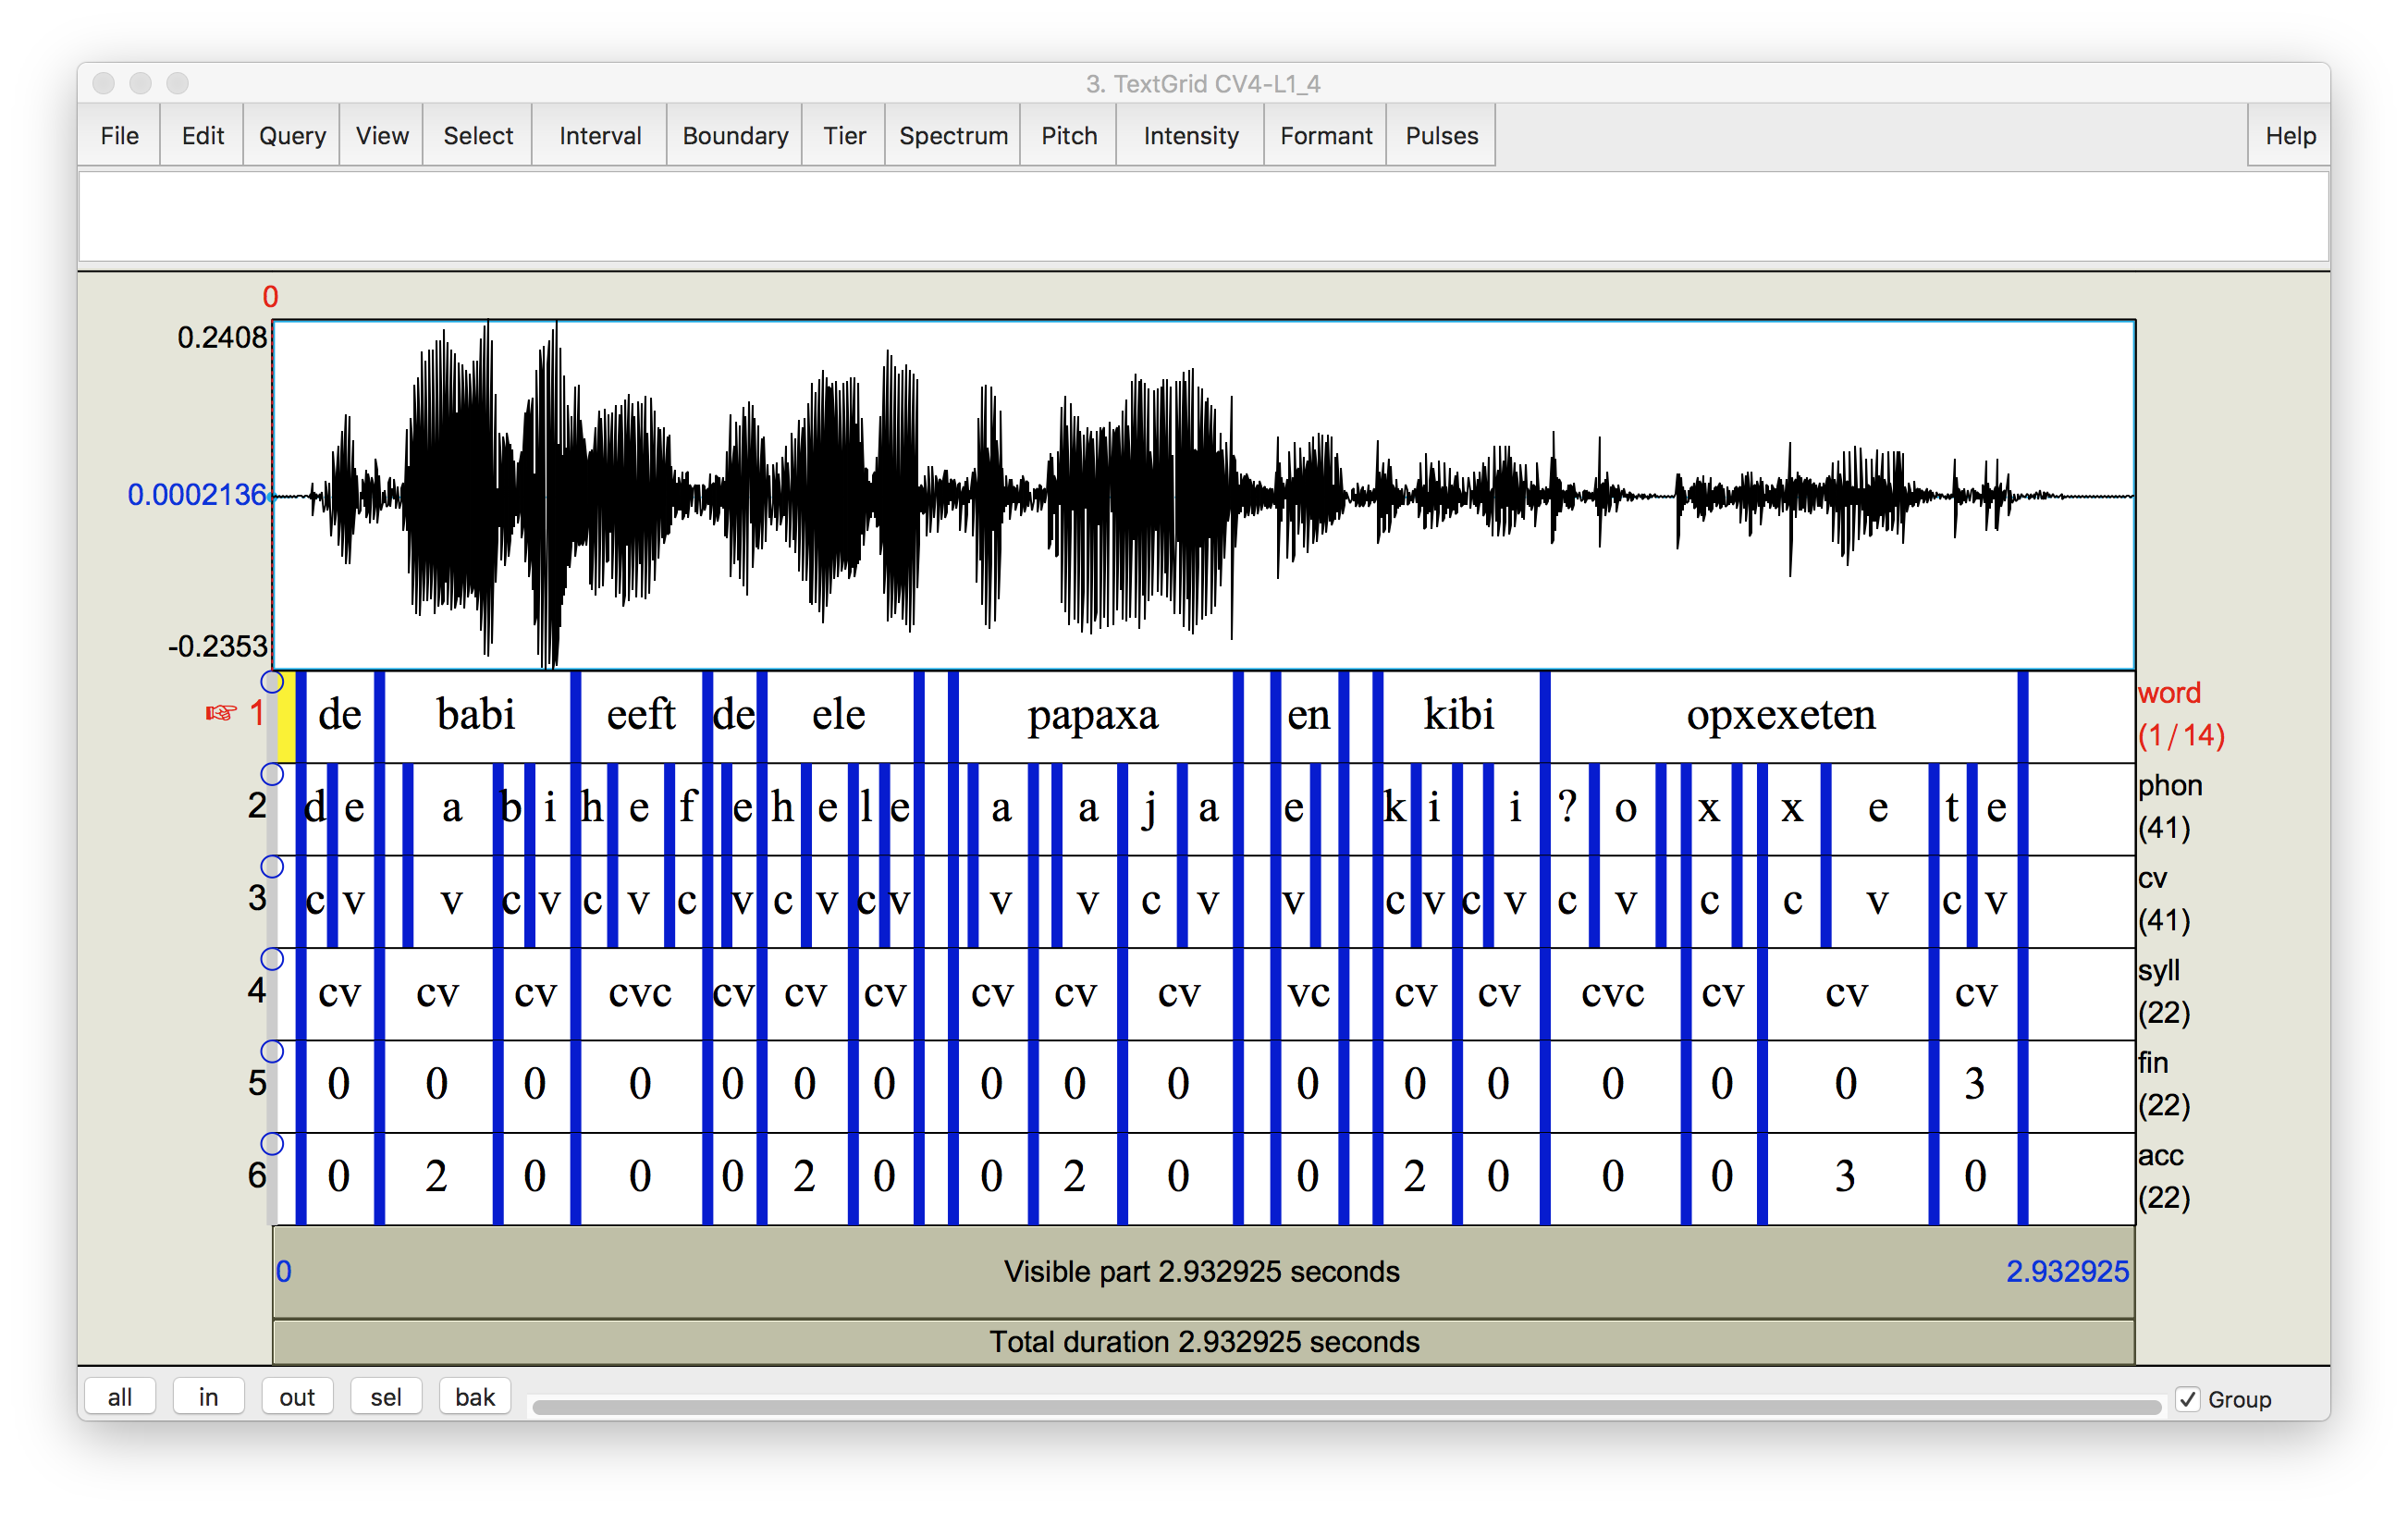 3. TextGrid CV4-L1_4
File Edit Query View Select Interval Boundary Tier Spectrum Pitch Intensity Formant Pulses Help
0
0.2408
0.0002136
-0.2353
☞ 1 de babi eeft de ele papaxa en kibi opxexeten word (1/14)
2 d e a b i h e f e h e l e a a j a e k i i ? o x x e t e phon (41)
3 c v v c v c v c v c v c v v v c v v c v c v c v c c v c v cv (41)
4 cv cv cv cvc cv cv cv cv cv cv vc cv cv cvc cv cv cv syll (22)
5 0 0 0 0 0 0 0 0 0 0 0 0 0 0 0 0 3 fin (22)
6 0 2 0 0 0 2 0 0 2 0 0 2 0 0 0 3 0 acc (22)
0 Visible part 2.932925 seconds 2.932925
Total duration 2.932925 seconds
all in out sel bak Group